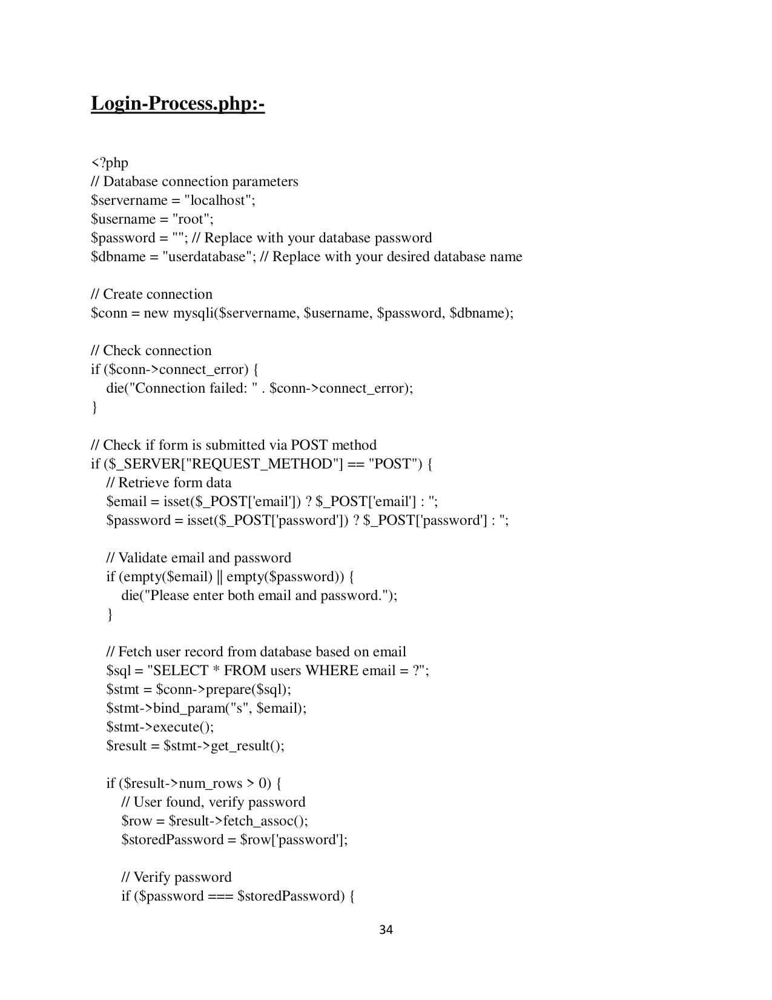 Login-Process.php:-
<?php
// Database connection parameters
$servername = "localhost";
$username = "root";
$password = ""; // Replace with your database password
$dbname = "userdatabase"; // Replace with your desired database name
// Create connection
$conn = new mysqli($servername, $username, $password, $dbname);
// Check connection
if ($conn->connect_error) {
    die("Connection failed: " . $conn->connect_error);
}
// Check if form is submitted via POST method
if ($_SERVER["REQUEST_METHOD"] == "POST") {
    // Retrieve form data
    $email = isset($_POST['email']) ? $_POST['email'] : '';
    $password = isset($_POST['password']) ? $_POST['password'] : '';
    // Validate email and password
    if (empty($email) || empty($password)) {
        die("Please enter both email and password.");
    }
    // Fetch user record from database based on email
    $sql = "SELECT * FROM users WHERE email = ?";
    $stmt = $conn->prepare($sql);
    $stmt->bind_param("s", $email);
    $stmt->execute();
    $result = $stmt->get_result();
    if ($result->num_rows > 0) {
        // User found, verify password
        $row = $result->fetch_assoc();
        $storedPassword = $row['password'];
        // Verify password
        if ($password === $storedPassword) {
34